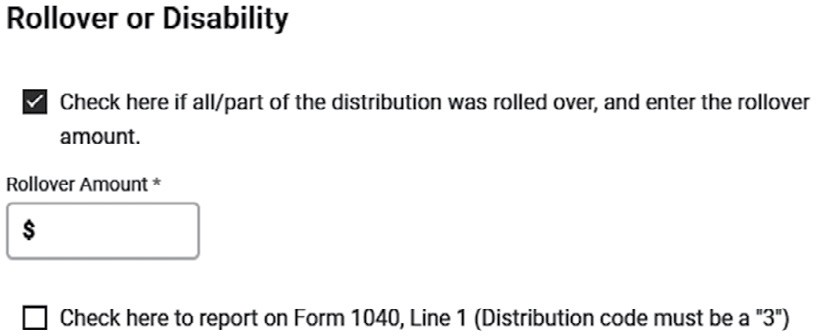 Rollover or Disability
Check here if all/part of the distribution was rolled over, and enter the rollover
amount.
Rollover Amount *
$
Check here to report on Form 1040, Line 1 (Distribution code must be a "3")